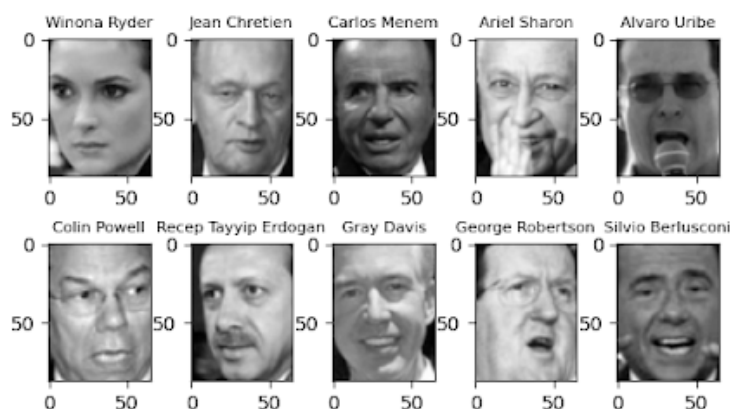 Winona Ryder Jean Chretien Carlos Menem Ariel Sharon Alvaro Uribe
0 0 0 0 0
50 50 50 50 50
0 50 0 50 0 50 0 50 0 50
Colin Powell Recep Tayyip Erdogan Gray Davis George Robertson Silvio Berlusconi
0 0 0 0 0
50 50 50 50 50
0 50 0 50 0 50 0 50 0 50